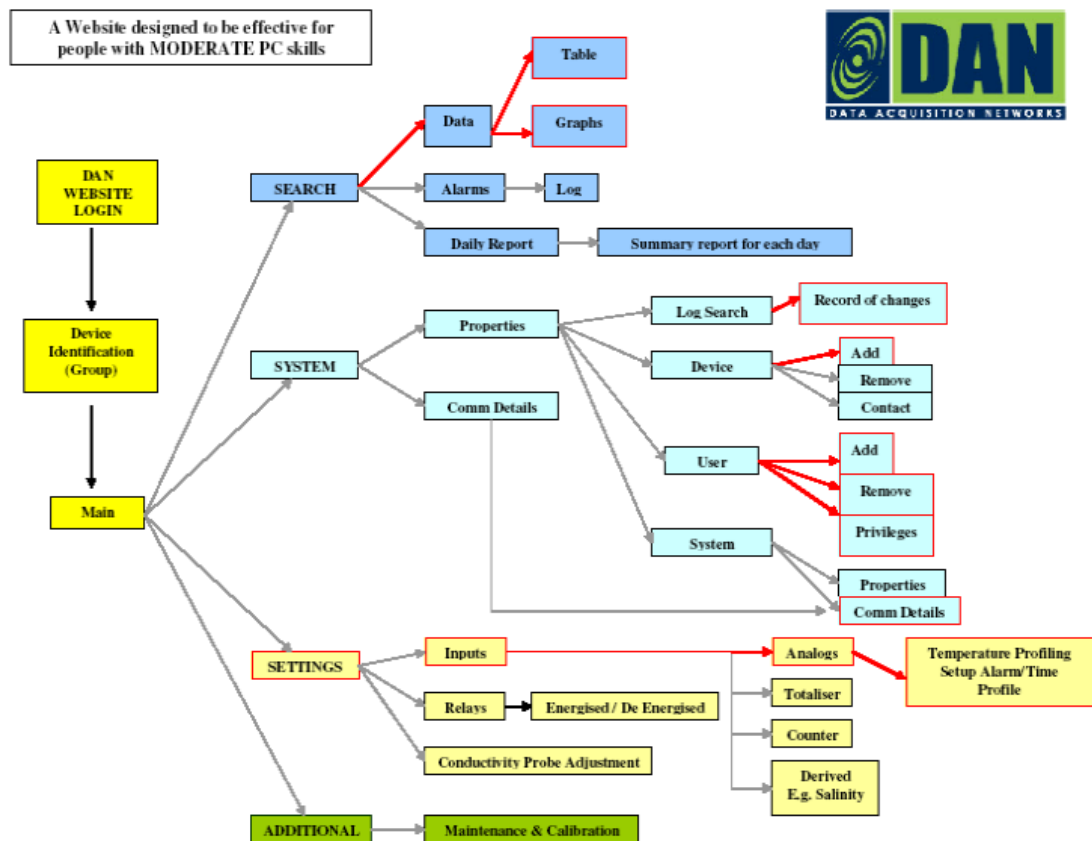 A Website designed to be effective for
people with MODERATE PC skills
DAN
DATA ACQUISITION NETWORKS
DAN
WEBSITE
LOGIN
Device
Identification
(Group)
Main
SEARCH
Data
Table
Graphs
Alarms
Log
Daily Report
Summary report for each day
SYSTEM
Properties
Log Search
Record of changes
Device
Add
Remove
Contact
User
Add
Remove
Privileges
System
Properties
Comm Details
Comm Details
SETTINGS
Inputs
Analogs
Temperature Profiling
Setup Alarm/Time
Profile
Totaliser
Counter
Derived
E.g. Salinity
Relays
Energised / De Energised
Conductivity Probe Adjustment
ADDITIONAL
Maintenance & Calibration